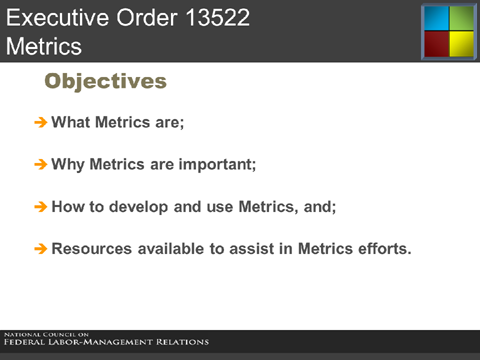 Executive Order 13522
Metrics
Objectives
What Metrics are;
Why Metrics are important;
How to develop and use Metrics, and;
Resources available to assist in Metrics efforts.
National Council on
Federal Labor-Management Relations